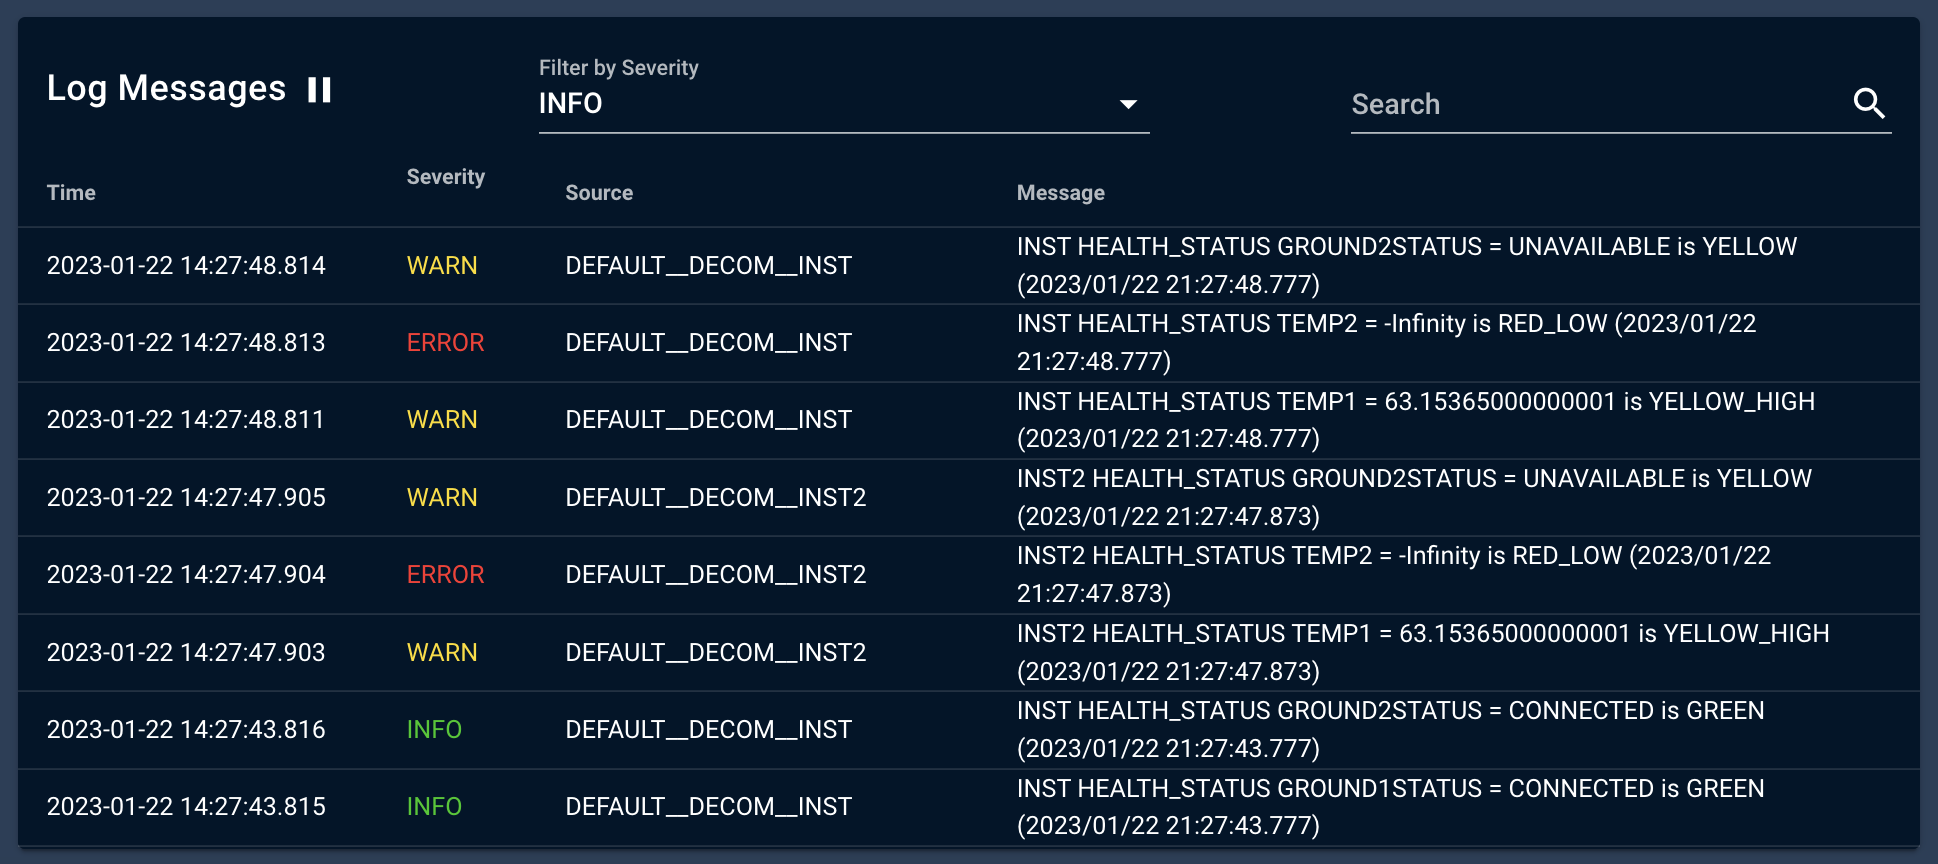 Log Messages
Filter by Severity
INFO
Search
Time Severity Source Message
2023-01-22 14:27:48.814 WARN DEFAULT__DECOM__INST INST HEALTH_STATUS GROUND2STATUS = UNAVAILABLE is YELLOW
(2023/01/22 21:27:48.777)
2023-01-22 14:27:48.813 ERROR DEFAULT__DECOM__INST INST HEALTH_STATUS TEMP2 = -Infinity is RED_LOW (2023/01/22
21:27:48.777)
2023-01-22 14:27:48.811 WARN DEFAULT__DECOM__INST INST HEALTH_STATUS TEMP1 = 63.15365000000001 is YELLOW_HIGH
(2023/01/22 21:27:48.777)
2023-01-22 14:27:47.905 WARN DEFAULT__DECOM__INST2 INST2 HEALTH_STATUS GROUND2STATUS = UNAVAILABLE is YELLOW
(2023/01/22 21:27:47.873)
2023-01-22 14:27:47.904 ERROR DEFAULT__DECOM__INST2 INST2 HEALTH_STATUS TEMP2 = -Infinity is RED_LOW (2023/01/22
21:27:47.873)
2023-01-22 14:27:47.903 WARN DEFAULT__DECOM__INST2 INST2 HEALTH_STATUS TEMP1 = 63.15365000000001 is YELLOW_HIGH
(2023/01/22 21:27:47.873)
2023-01-22 14:27:43.816 INFO DEFAULT__DECOM__INST INST HEALTH_STATUS GROUND2STATUS = CONNECTED is GREEN
(2023/01/22 21:27:43.777)
2023-01-22 14:27:43.815 INFO DEFAULT__DECOM__INST INST HEALTH_STATUS GROUND1STATUS = CONNECTED is GREEN
(2023/01/22 21:27:43.777)